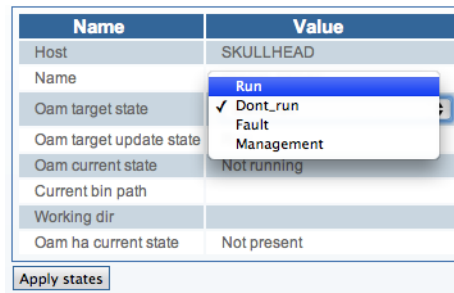 Name Value
Host SKULLHEAD
Name
Run
Oam target state ✓ Dont_run
Fault
Oam target update state Management
Oam current state Not running
Current bin path
Working dir
Oam ha current state Not present
Apply states